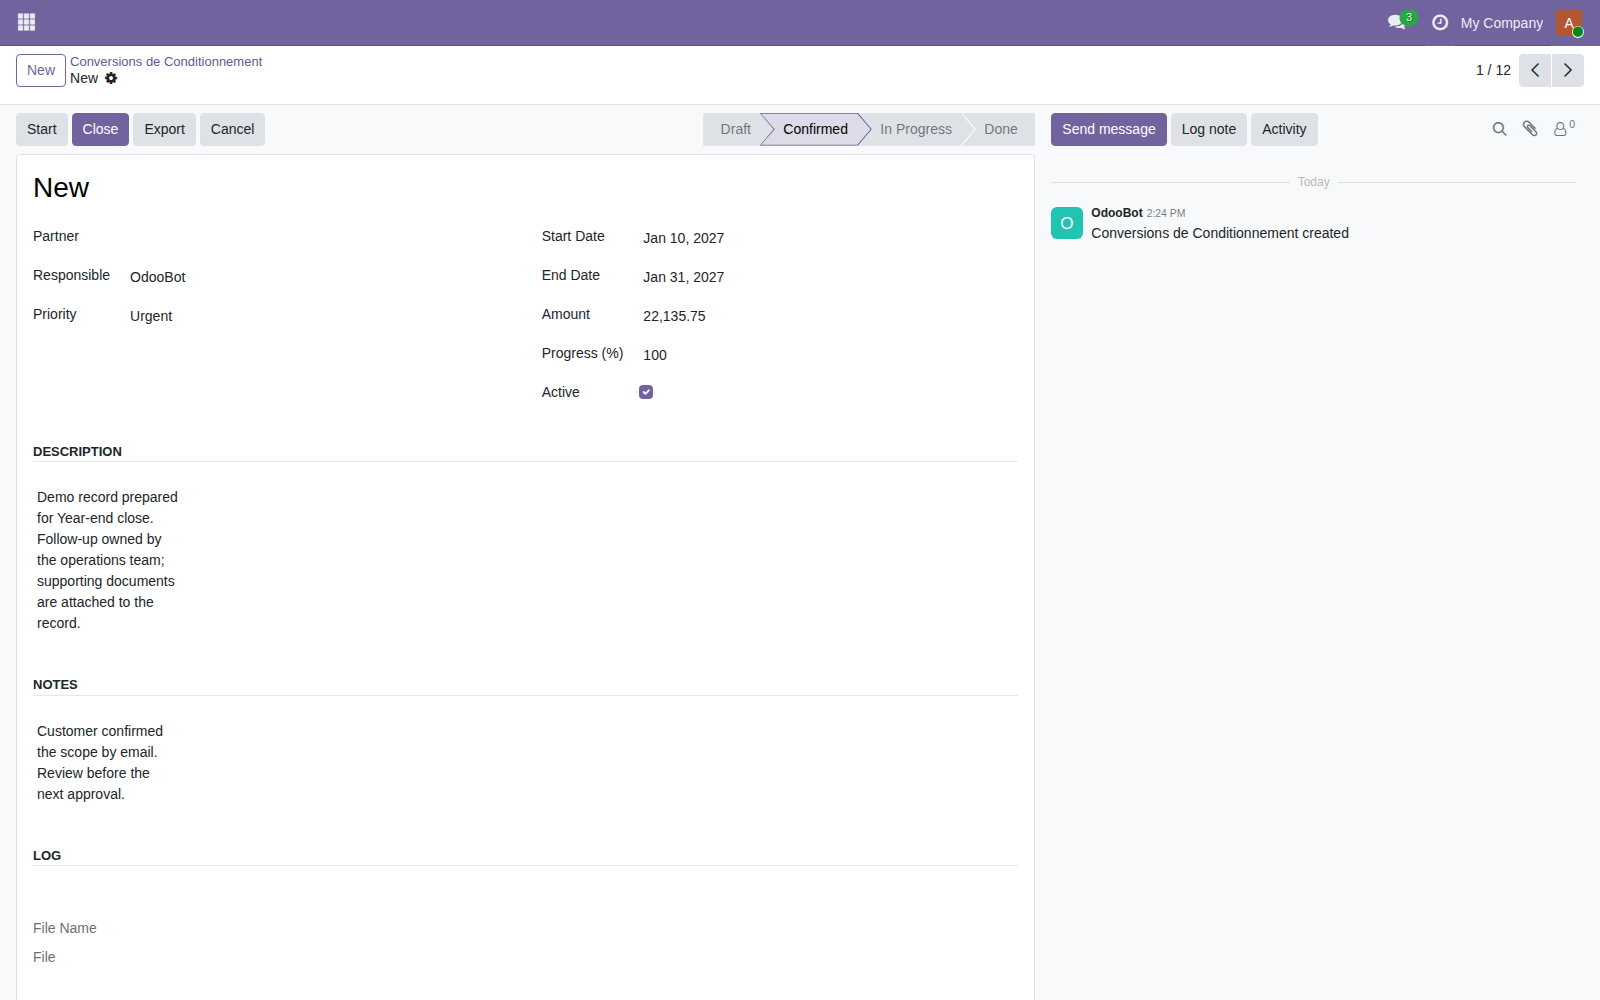 3
My Company
A
New
Conversions de Conditionnement
New
1 / 12
Start
Close
Export
Cancel
Draft
Confirmed
In Progress
Done
Send message
Log note
Activity
0
New
Partner
Responsible
OdooBot
Priority
Urgent
Start Date
Jan 10, 2027
End Date
Jan 31, 2027
Amount
22,135.75
Progress (%)
100
Active
Today
O
OdooBot 2:24 PM
Conversions de Conditionnement created
DESCRIPTION
Demo record prepared
for Year-end close.
Follow-up owned by
the operations team;
supporting documents
are attached to the
record.
NOTES
Customer confirmed
the scope by email.
Review before the
next approval.
LOG
File Name
File